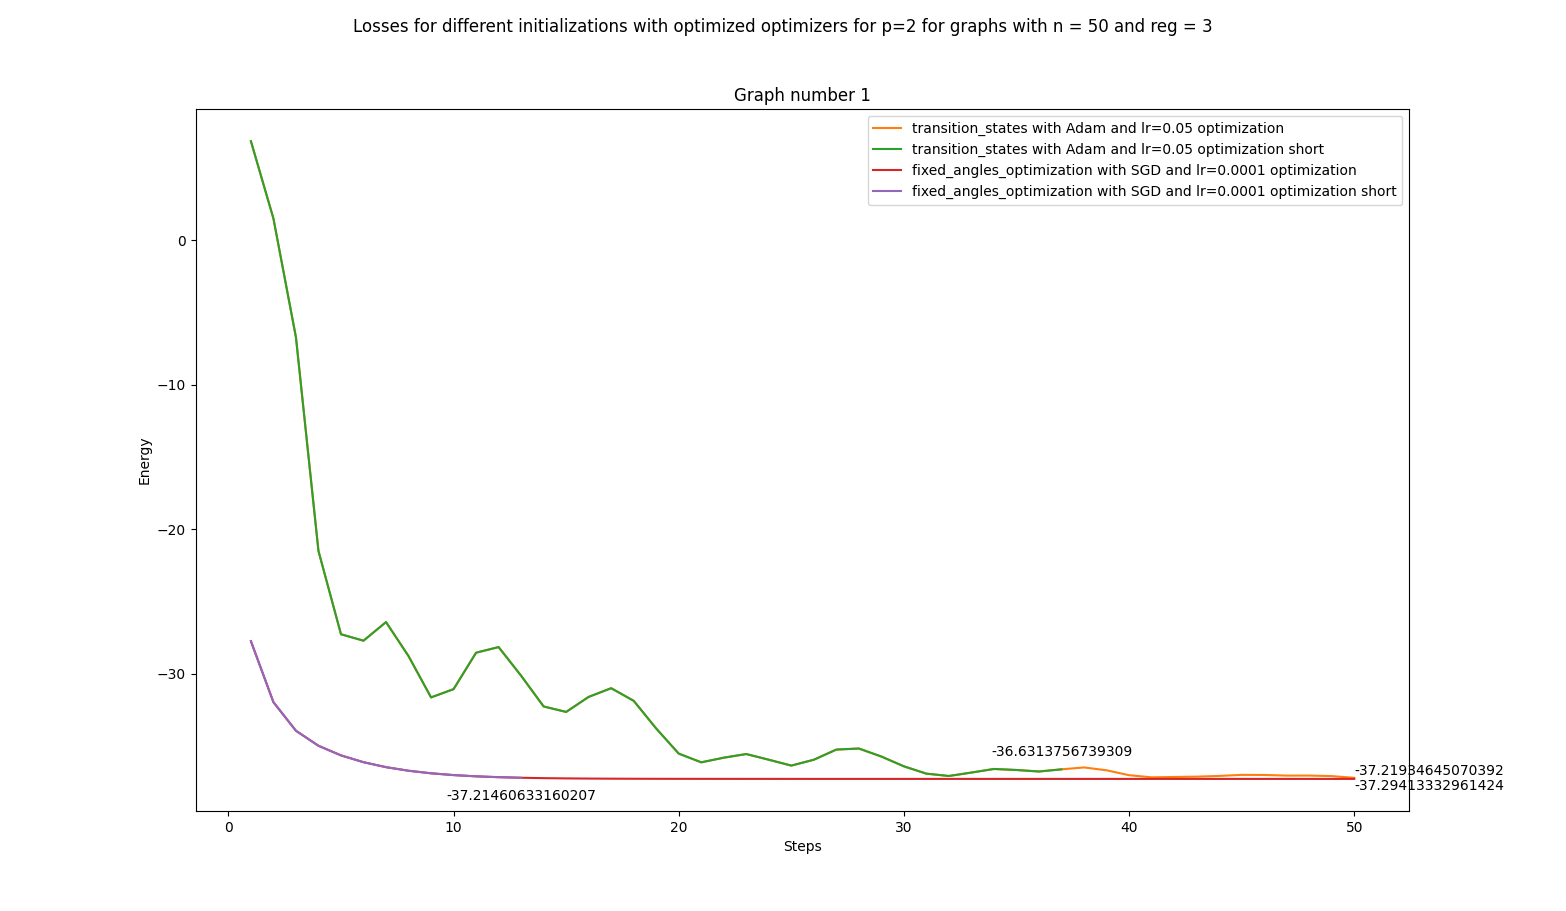 Losses for different initializations with optimized optimizers for p=2 for graphs with n = 50 and reg = 3
Graph number 1
transition_states with Adam and lr=0.05 optimization
transition_states with Adam and lr=0.05 optimization short
fixed_angles_optimization with SGD and lr=0.0001 optimization
fixed_angles_optimization with SGD and lr=0.0001 optimization short
0
−10
−20
−30
Energy
-36.6313756739309
-37.21934645070392
-37.29413332961424
-37.21460633160207
0 10 20 30 40 50
Steps